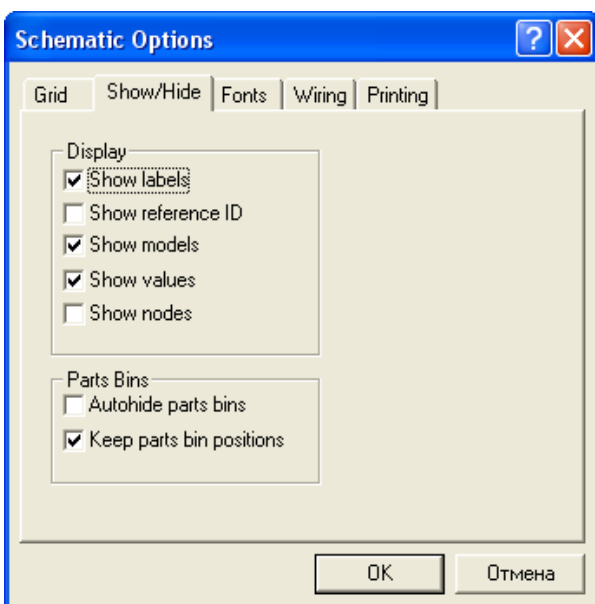 Schematic Options
Grid Show/Hide Fonts Wiring Printing
Display
Show labels
Show reference ID
Show models
Show values
Show nodes
Parts Bins
Autohide parts bins
Keep parts bin positions
OK Отмена